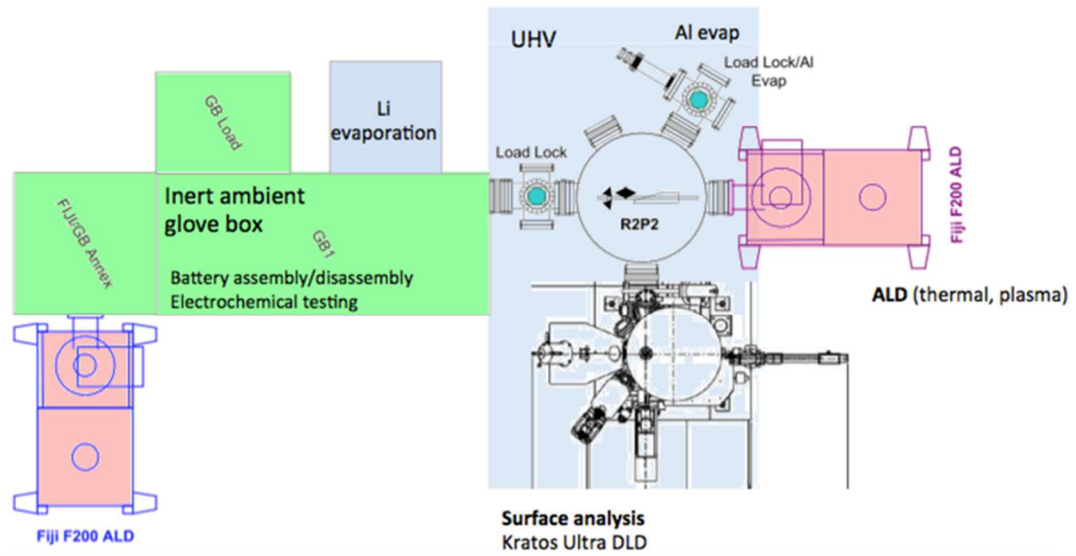 UHV
Al evap
Load Lock/Al
Evap
GB Load
Li
evaporation
Load Lock
Inert ambient
glove box
FIJI/GB Annex
GB1
R2P2
Fiji F200 ALD
Battery assembly/disassembly
Electrochemical testing
ALD (thermal, plasma)
Surface analysis
Kratos Ultra DLD
Fiji F200 ALD